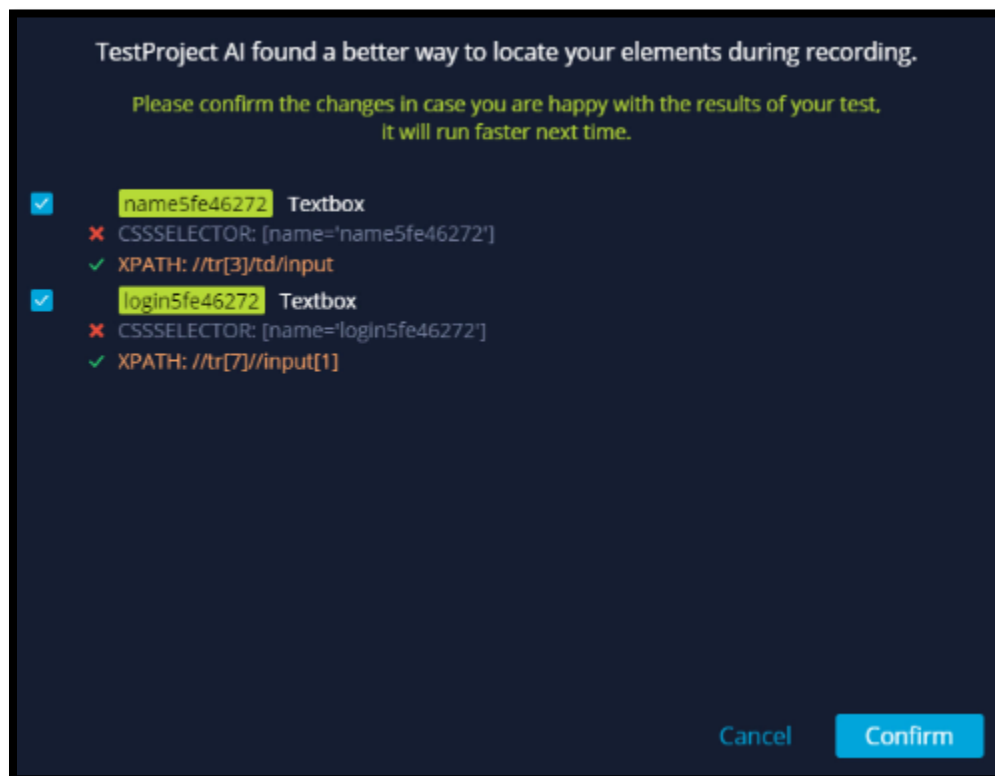 TestProject AI found a better way to locate your elements during recording.
Please confirm the changes in case you are happy with the results of your test,
it will run faster next time.
name5fe46272 Textbox
CSSSELECTOR: [name='name5fe46272']
XPATH: //tr[3]/td/input
login5fe46272 Textbox
CSSSELECTOR: [name='login5fe46272']
XPATH: //tr[7]//input[1]
Cancel Confirm